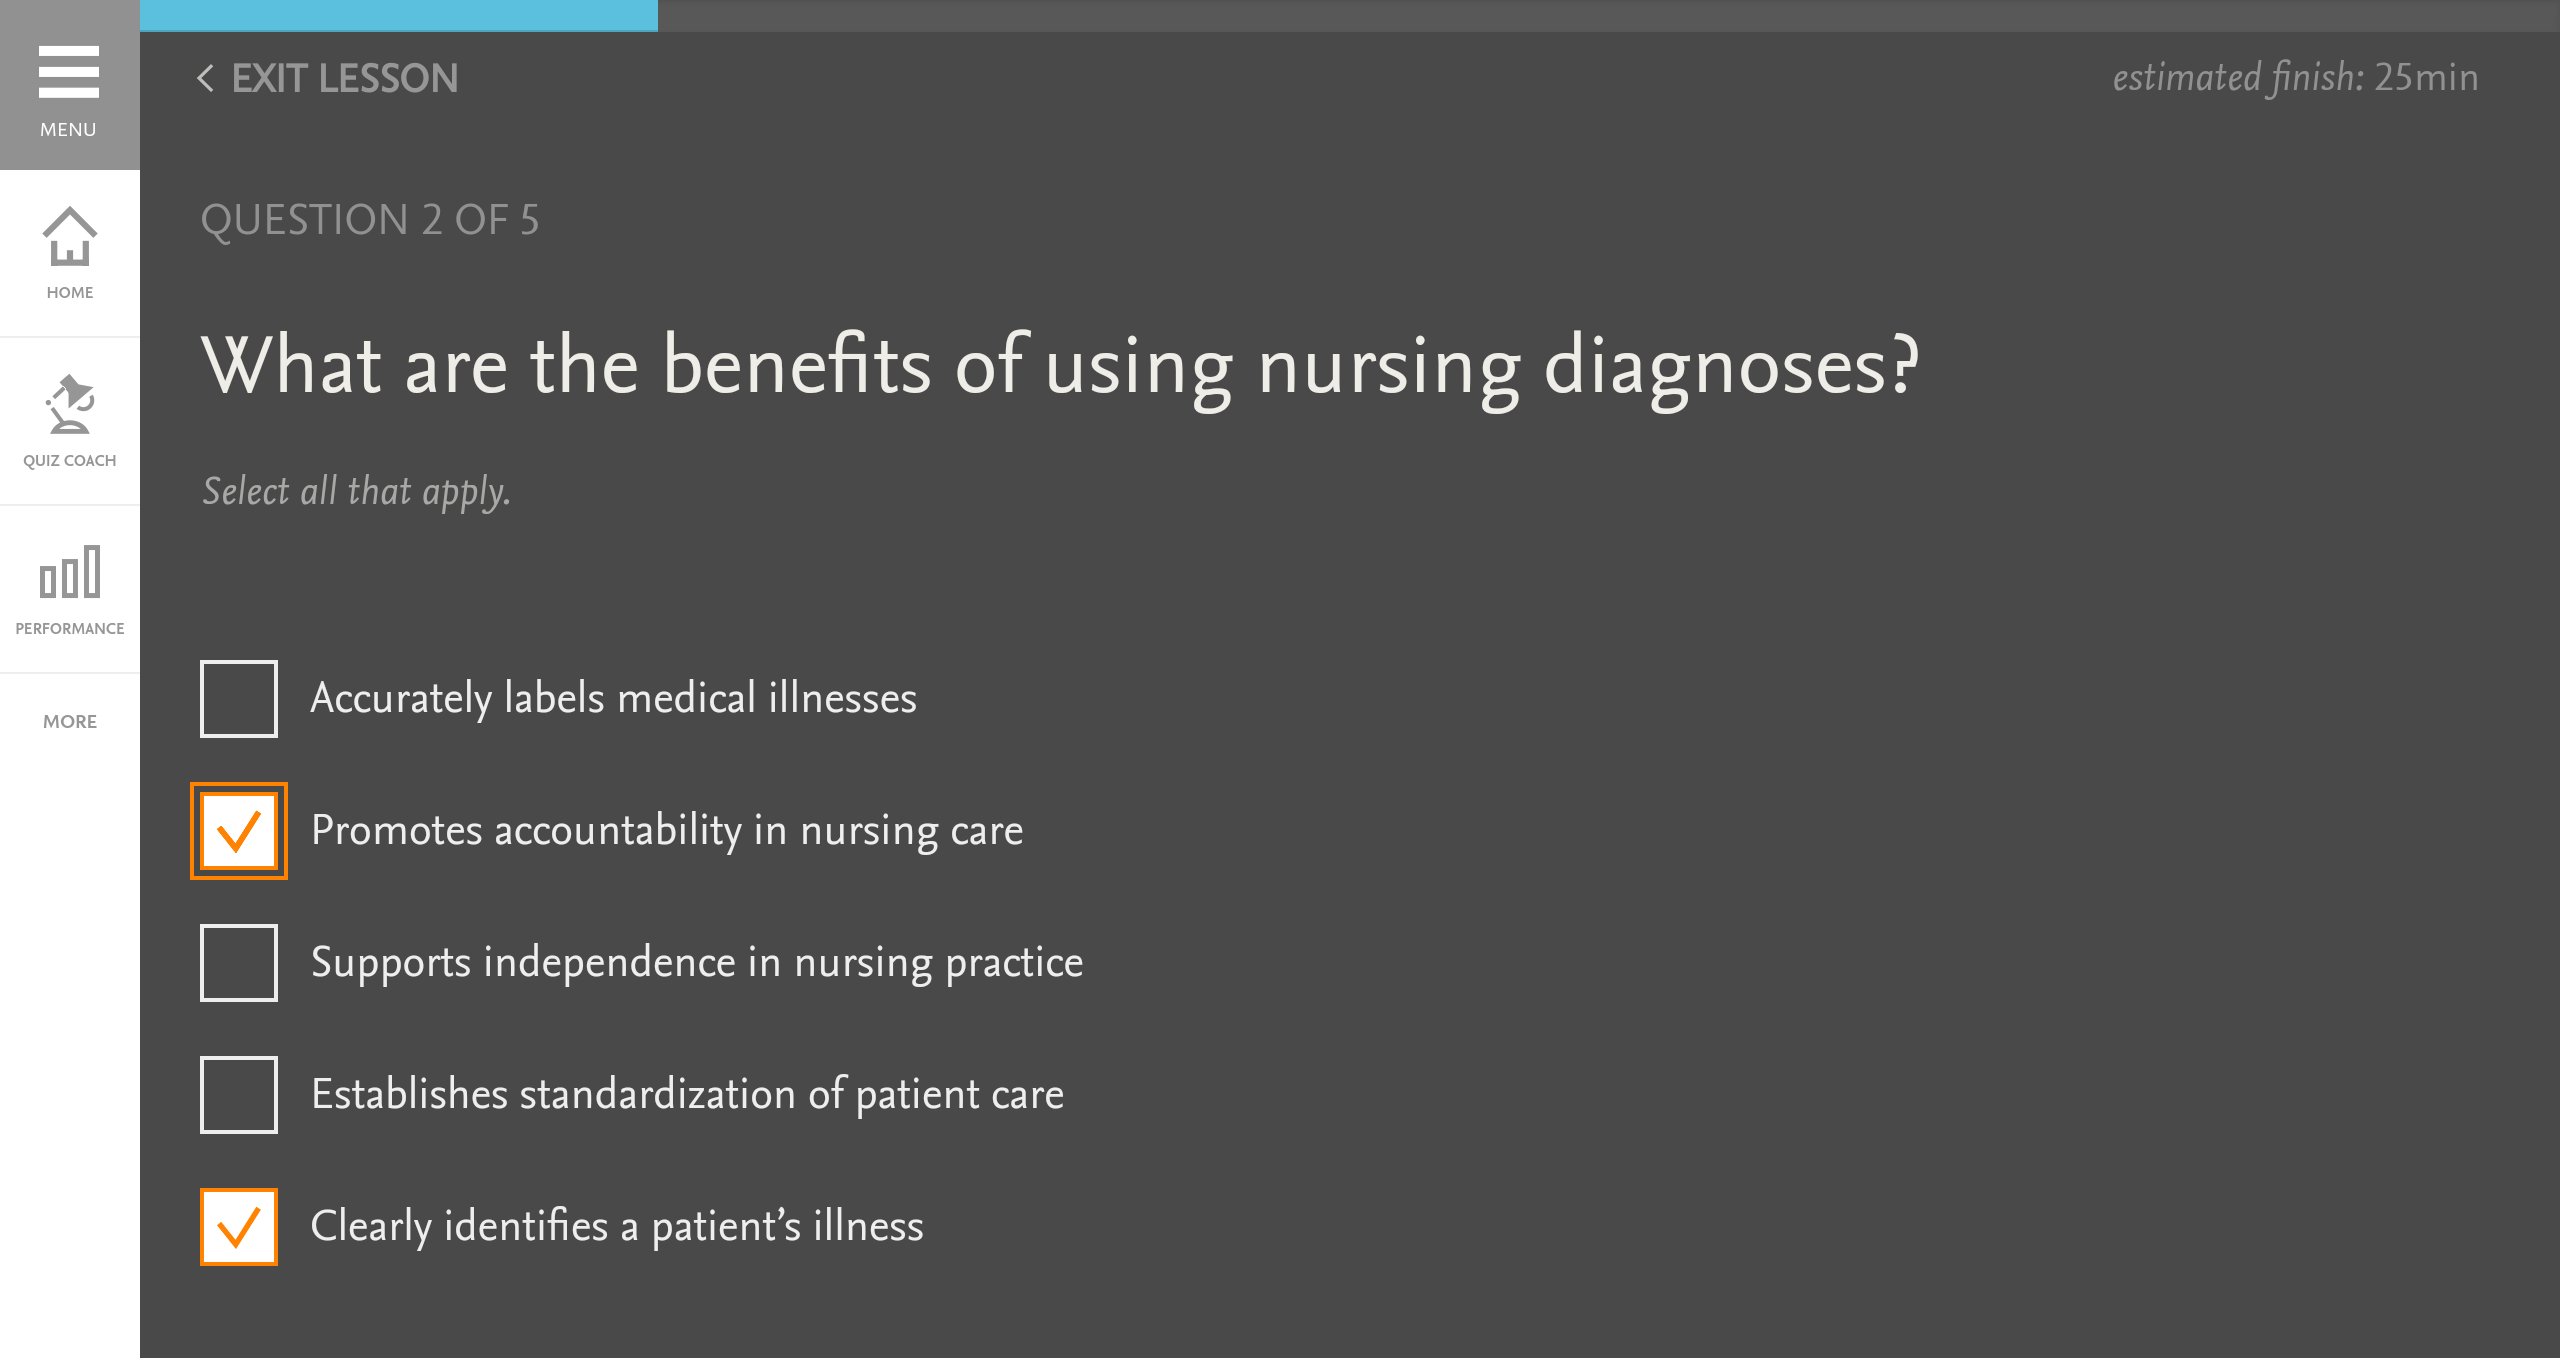 MENU
HOME
QUIZ COACH
PERFORMANCE
MORE
EXIT LESSON
estimated finish: 25min
QUESTION 2 OF 5
What are the benefits of using nursing diagnoses?
Select all that apply.
Accurately labels medical illnesses
Promotes accountability in nursing care
Supports independence in nursing practice
Establishes standardization of patient care
Clearly identifies a patient’s illness